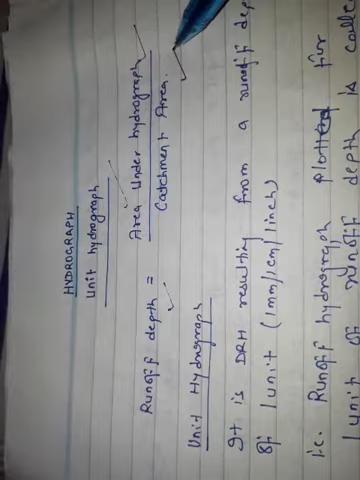 HYDROGRAPH
Unit hydrograph
Runoff depth = Area Under hydrograph
Catchment Area.
Unit Hydrograph
It is DRH resulting from a runoff dep
of 1 unit (1mm/1cm/1inch)
i.e. Runoff hydrograph plotted for
1 unit of runoff depth is calle